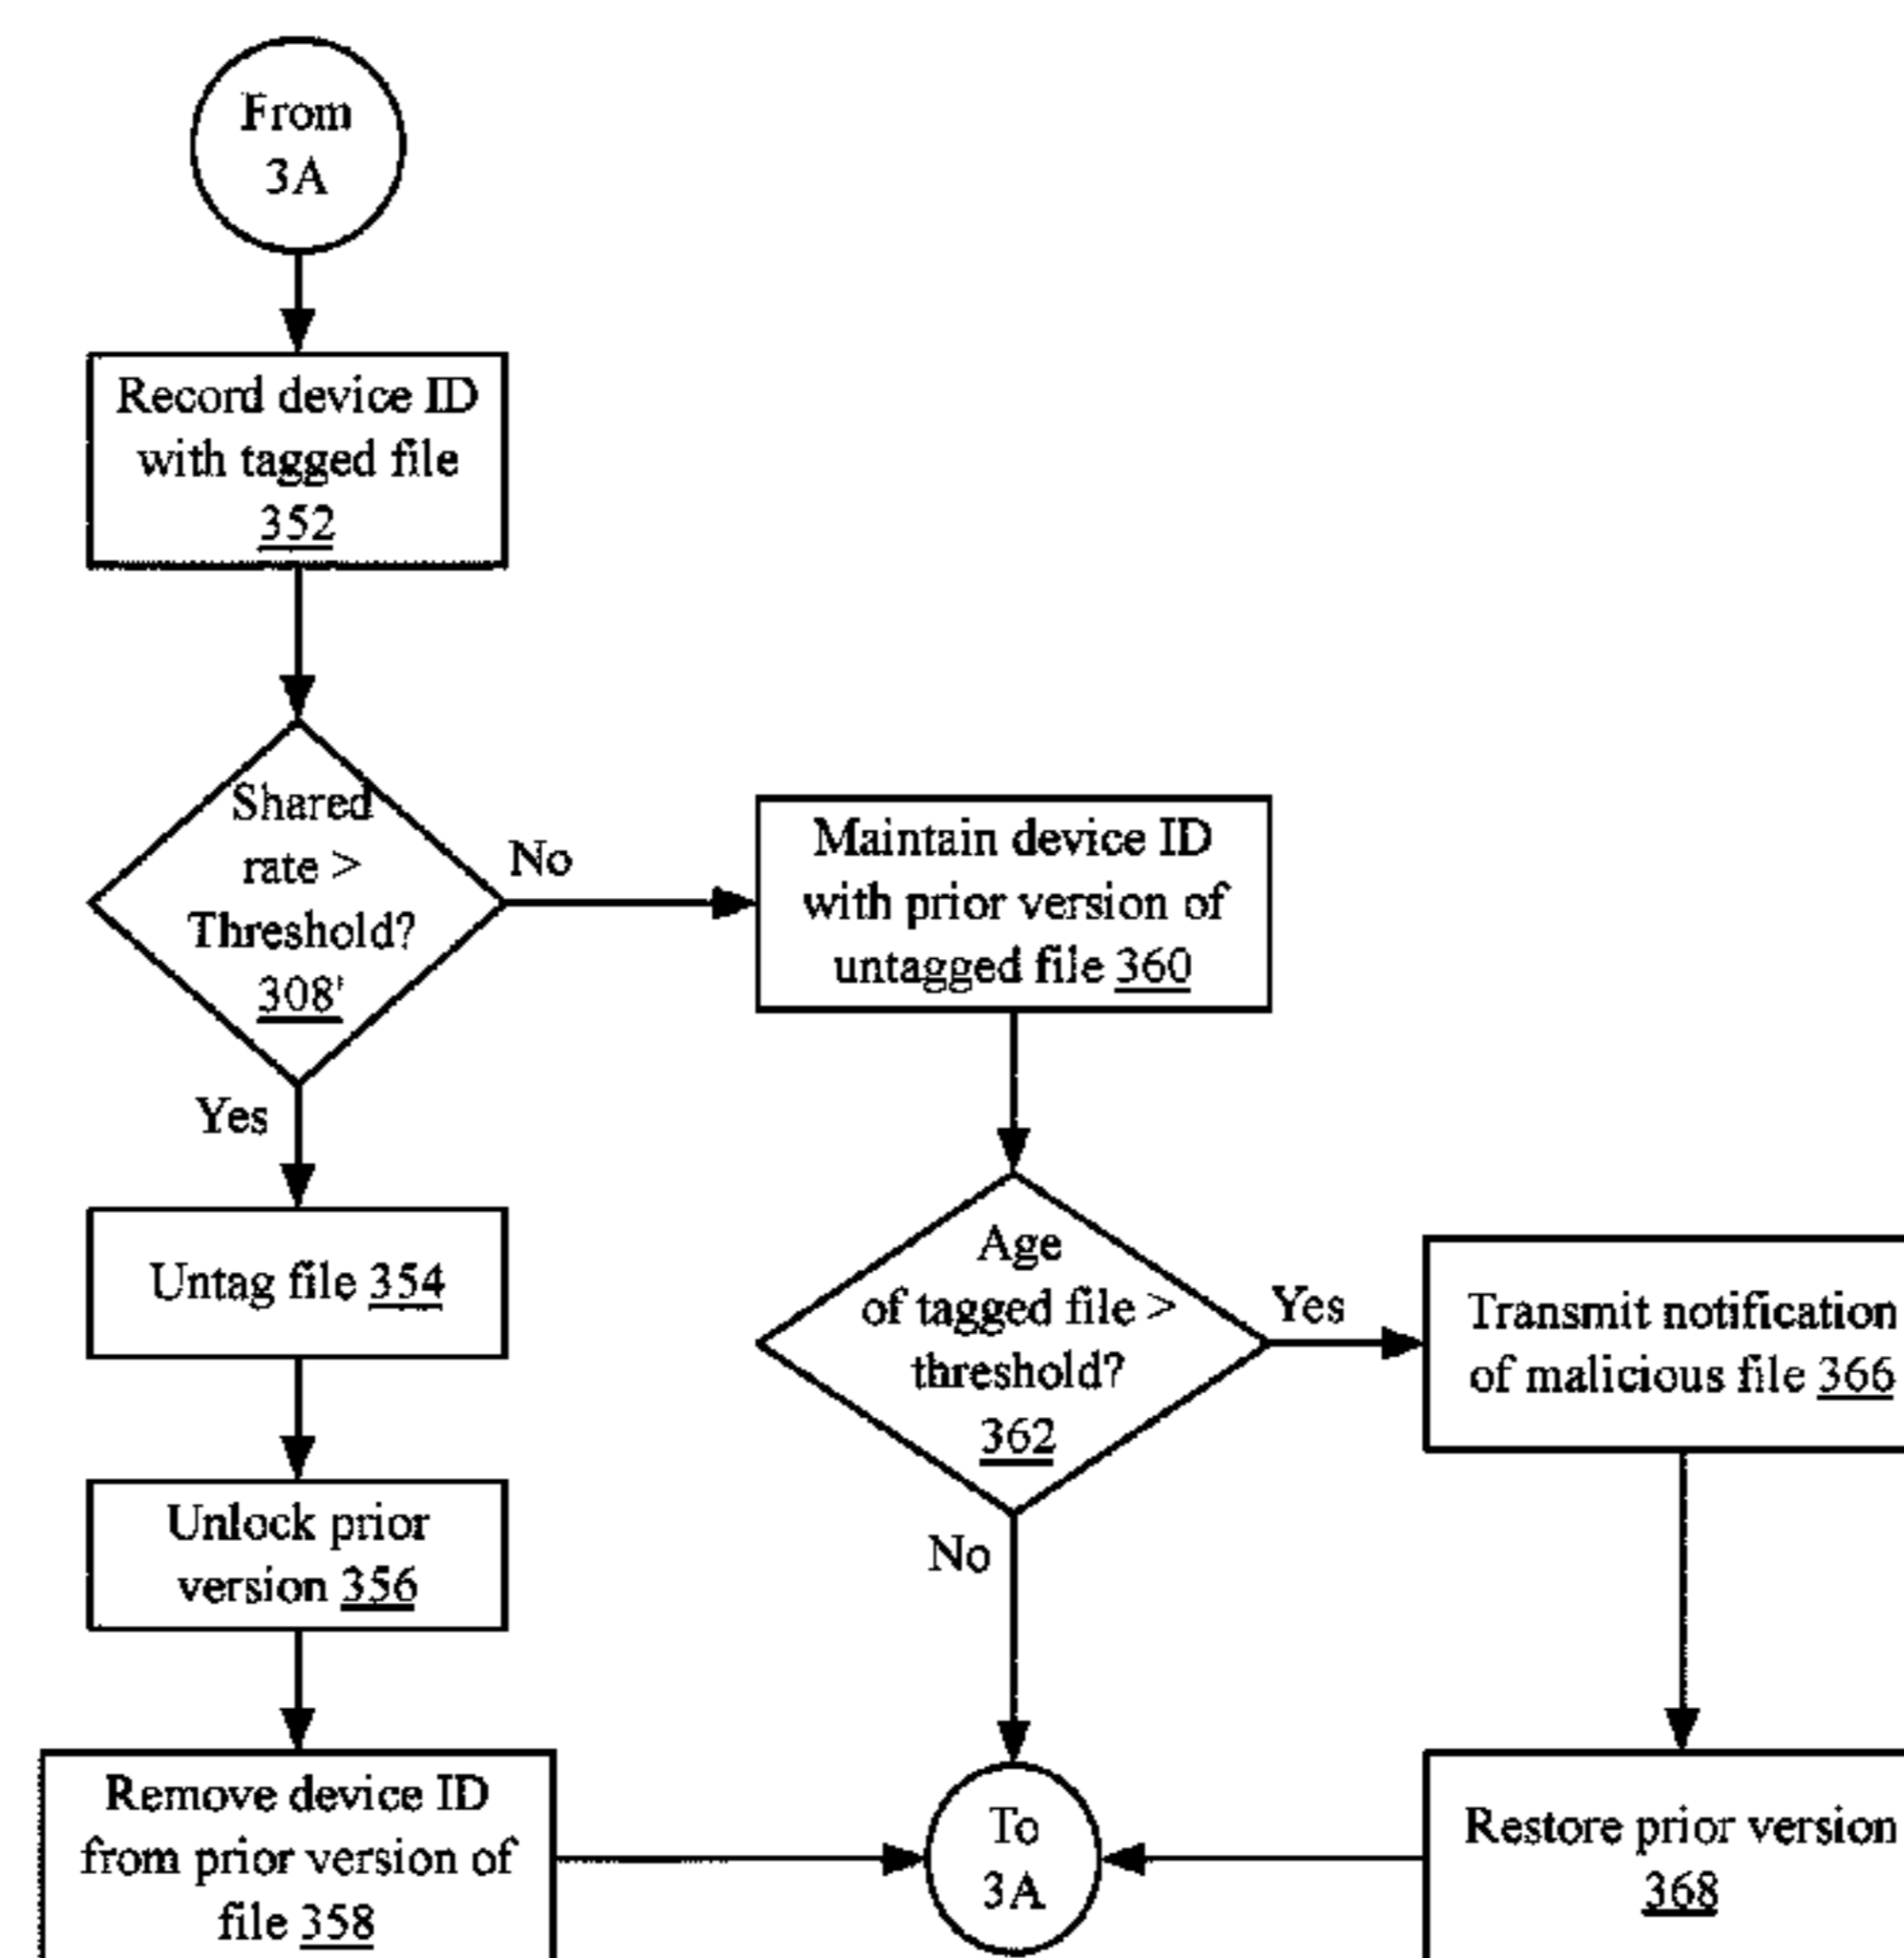 From
3A
Record device ID
with tagged file
352
Shared
rate >
Threshold?
308'
No
Maintain device ID
with prior version of
untagged file 360
Yes
Untag file 354
Age
of tagged file >
threshold?
362
Yes
Transmit notification
of malicious file 366
No
Unlock prior
version 356
Remove device ID
from prior version of
file 358
To
3A
Restore prior version
368